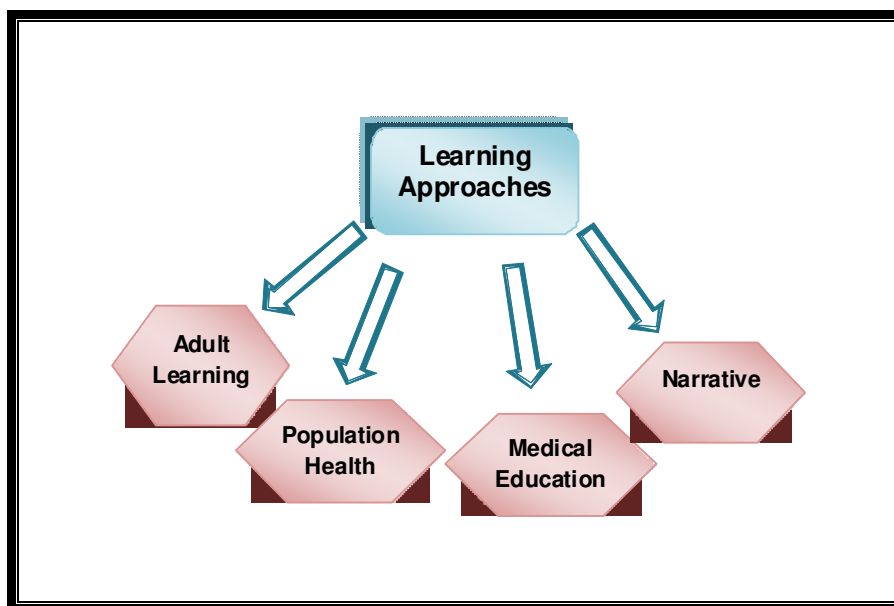 Learning
Approaches
Adult
Learning
Population
Health
Medical
Education
Narrative